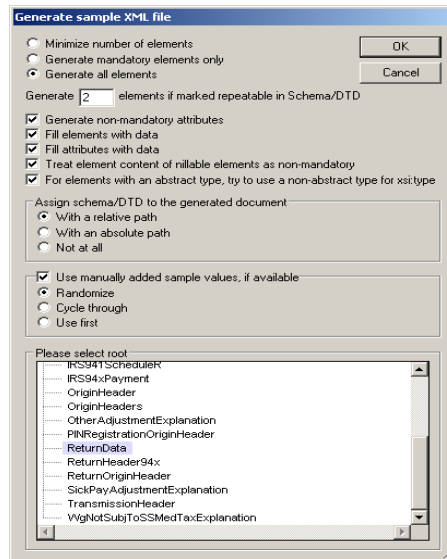 Generate sample XML file
Minimize number of elements
Generate mandatory elements only
Generate all elements
OK
Cancel
Generate 2 elements if marked repeatable in Schema/DTD
Generate non-mandatory attributes
Fill elements with data
Fill attributes with data
Treat element content of nillable elements as non-mandatory
For elements with an abstract type, try to use a non-abstract type for xsi:type
Assign schema/DTD to the generated document
With a relative path
With an absolute path
Not at all
Use manually added sample values, if available
Randomize
Cycle through
Use first
Please select root
IRS941ScheduleR
IRS94xPayment
OriginHeader
OriginHeaders
OtherAdjustmentExplanation
PINRegistrationOriginHeader
ReturnData
ReturnHeader94x
ReturnOriginHeader
SickPayAdjustmentExplanation
TransmissionHeader
WgNotSubjToSSMedTaxExplanation